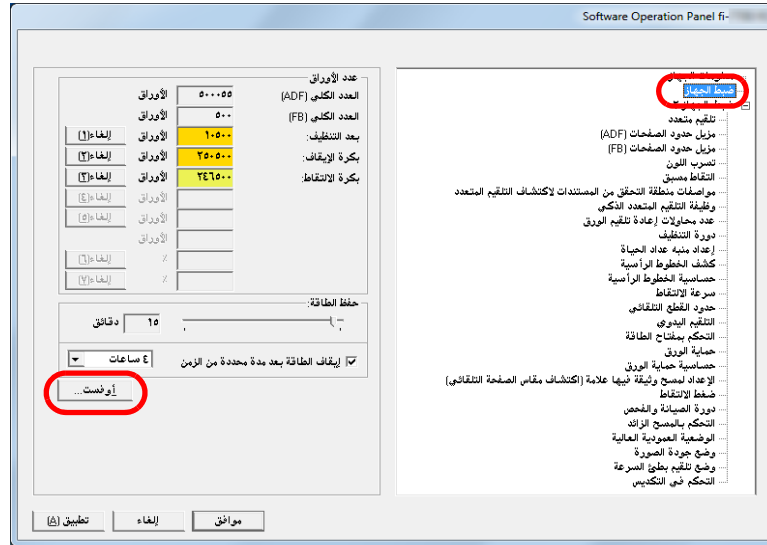 Software Operation Panel fi-
معلومات الجهاز
ضبط الجهاز
ضبط الجهاز ٢
تلقيم متعدد
مزيل حدود الصفحات (ADF)
مزيل حدود الصفحات (FB)
تسرب اللون
التقاط مسبق
مواصفات منطقة التحقق من المستندات لاكتشاف التلقيم المتعدد
وظيفة التلقيم المتعدد الذكي
عدد محاولات إعادة تلقيم الورق
دورة التنظيف
إعداد منبه عداد الحياة
كشف الخطوط الرأسية
حساسية الخطوط الرأسية
سرعة الالتقاط
حدود القطع التلقائي
التلقيم اليدوي
التحكم بمفتاح الطاقة
حماية الورق
حساسية حماية الورق
الإعداد لمسح وثيقة فيها علامة (اكتشاف مقاس الصفحة التلقائي)
ضغط الالتقاط
دورة الصيانة والفحص
التحكم بالمسح الزائد
الوضعية العمودية العالية
وضع جودة الصورة
وضع تلقيم بطئ السرعة
التحكم في التكديس
عدد الأوراق
العدد الكلي (ADF) ٥٠٠٠٥٥ الأوراق
العدد الكلي (FB) ٥٠٠ الأوراق
بعد التنظيف: ١٠٥٠٠ الأوراق إلغاء(١)
بكرة الإيقاف: ٢٥٠٥٠٠ الأوراق إلغاء(٢)
بكرة الالتقاط: ٢٤٦٥٠٠ الأوراق إلغاء(٣)
الأوراق إلغاء(٤)
الأوراق إلغاء(٥)
الأوراق
% إلغاء(٦)
% إلغاء(٧)
حفظ الطاقة:
١٥ دقائق
إيقاف الطاقة بعد مدة محددة من الزمن ٤ ساعات
أوفست...
موافق إلغاء تطبيق (A)